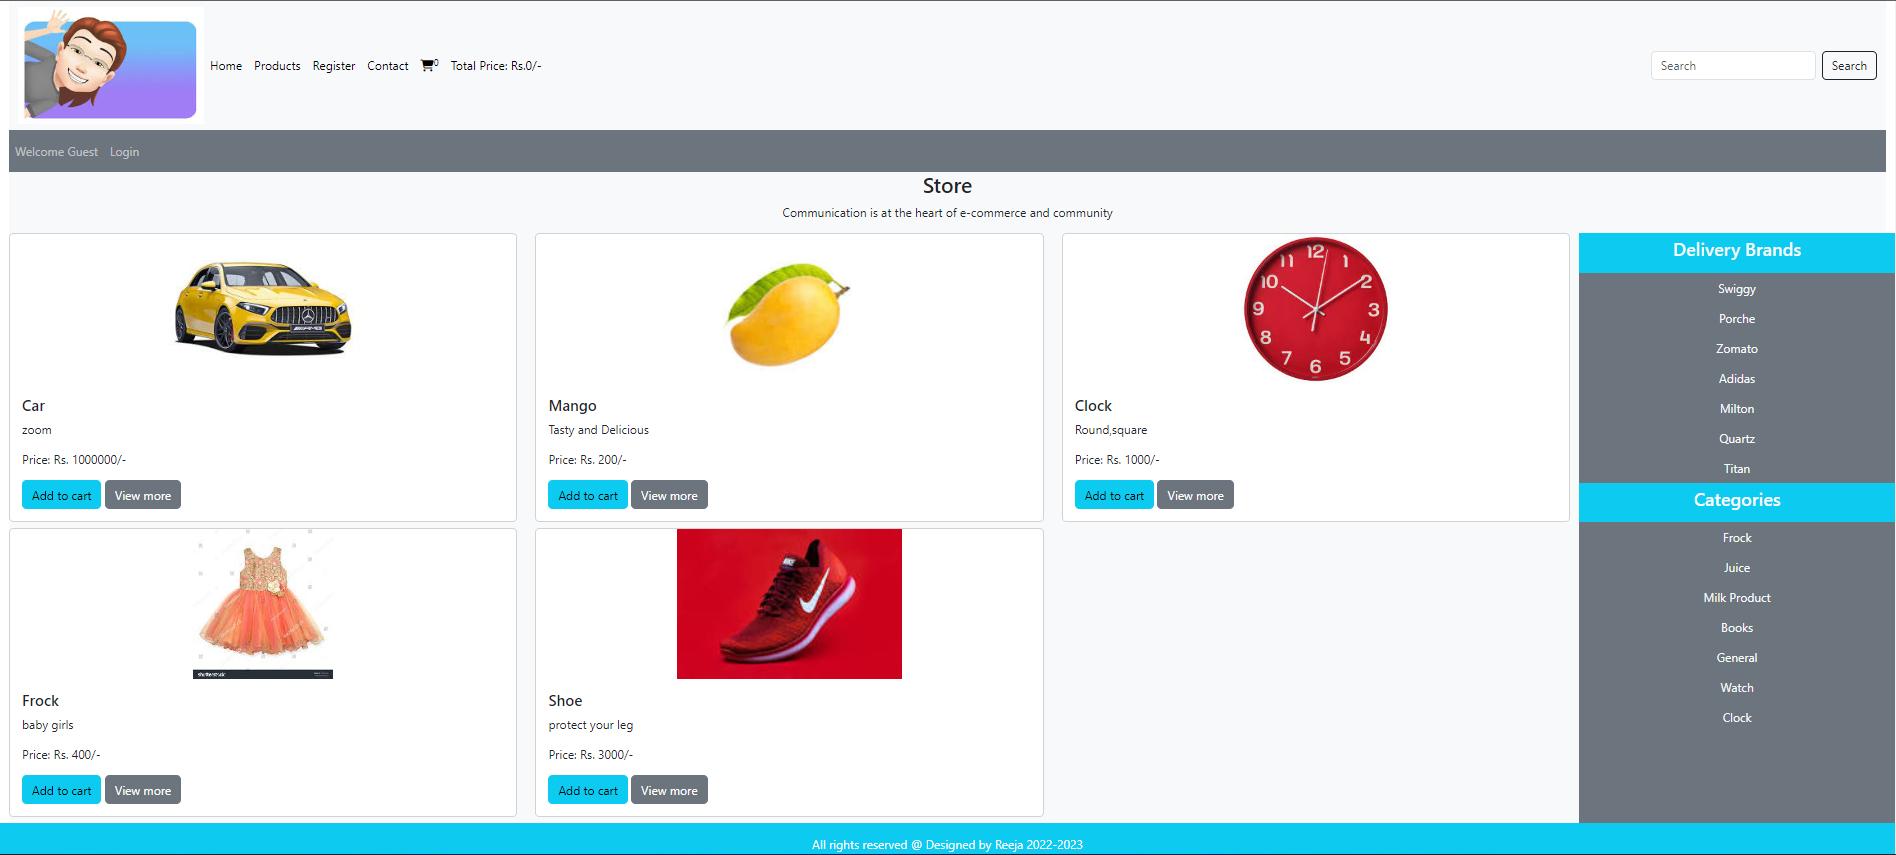 Home Products Register Contact 0 Total Price: Rs.0/-
Search Search
Welcome Guest Login
Store
Communication is at the heart of e-commerce and community
Car
zoom
Price: Rs. 1000000/-
Add to cart View more
Mango
Tasty and Delicious
Price: Rs. 200/-
Add to cart View more
12
11 1
10 2
9 3
8 4
7 5
6
Clock
Round,square
Price: Rs. 1000/-
Add to cart View more
shutterstock
Frock
baby girls
Price: Rs. 400/-
Add to cart View more
Shoe
protect your leg
Price: Rs. 3000/-
Add to cart View more
Delivery Brands
Swiggy
Porche
Zomato
Adidas
Milton
Quartz
Titan
Categories
Frock
Juice
Milk Product
Books
General
Watch
Clock
All rights reserved @ Designed by Reeja 2022-2023